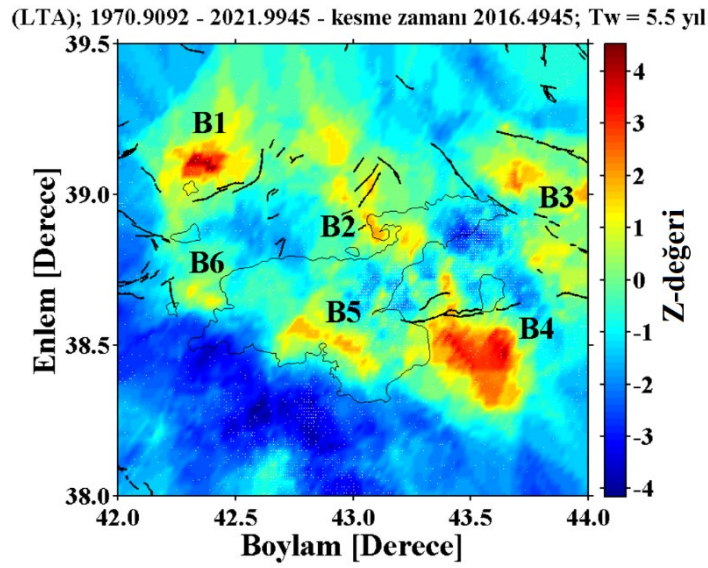 (LTA); 1970.9092 - 2021.9945 - kesme zamanı 2016.4945; Tw = 5.5 yıl
39.5
39.0
38.5
38.0
Enlem [Derece]
B1
B2
B3
B6
B5
B4
42.0 42.5 43.0 43.5 44.0
Boylam [Derece]
4
3
2
1
0
-1
-2
-3
-4
Z-değeri